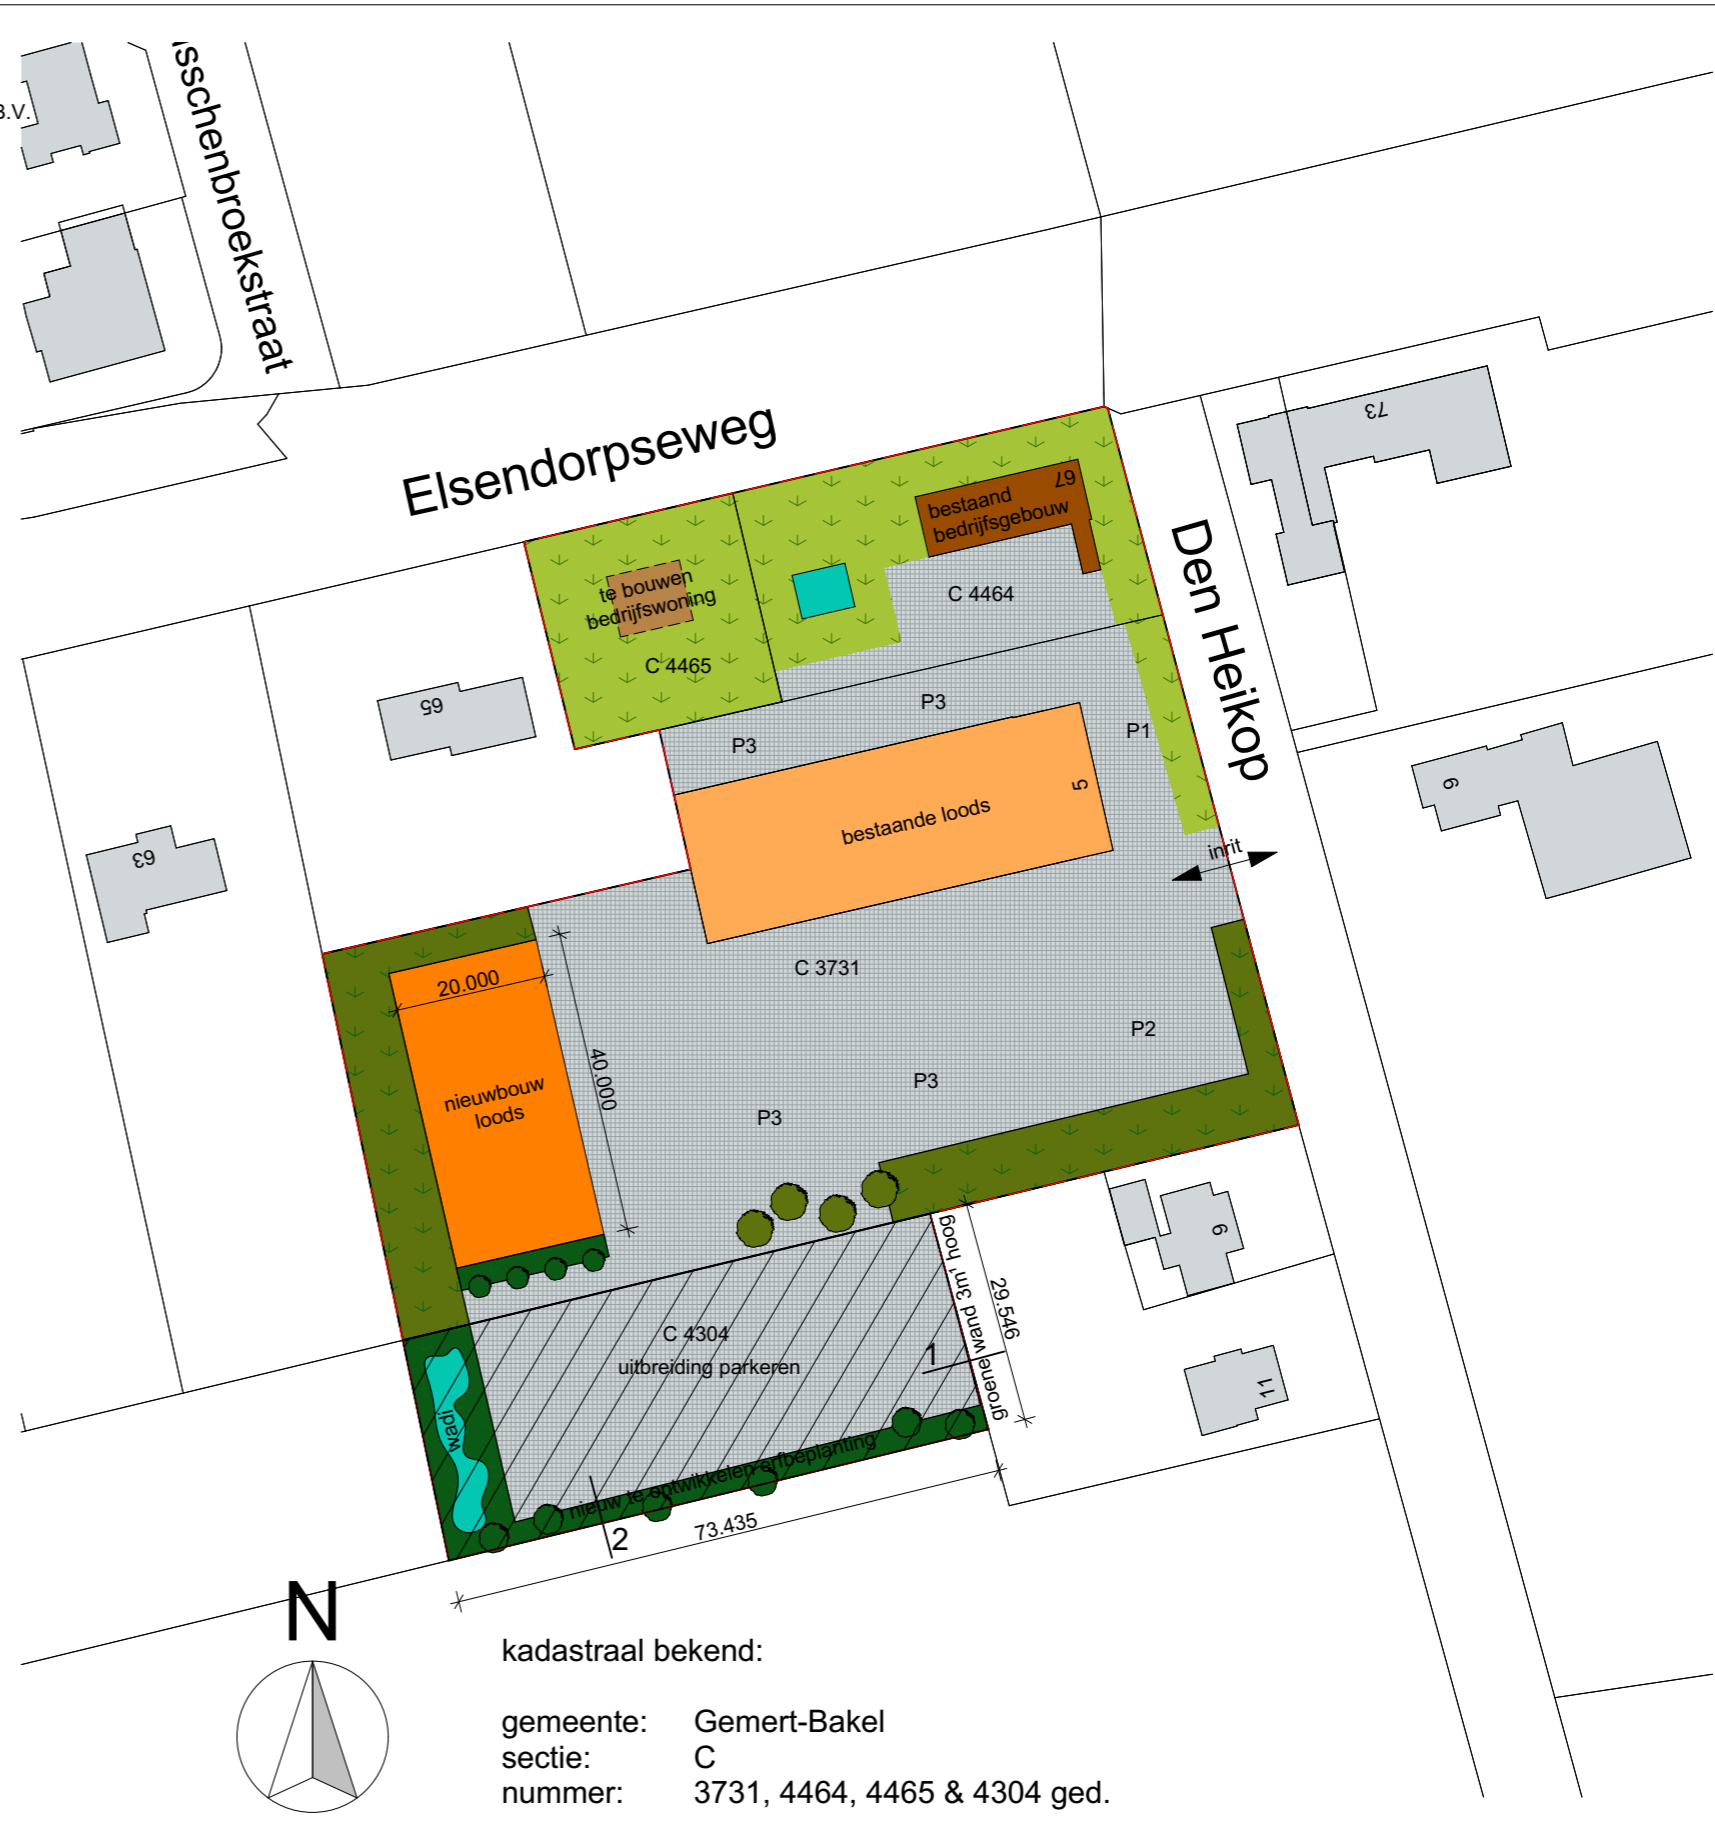 B.V.
sschenbroekstraat
Elsendorpseweg
Den Heikop
73
67
bestaand
bedrijfsgebouw
te bouwen
bedrijfswoning
C 4464
C 4465
65
P3
P3
P1
5
bestaande loods
9
63
inrit
20.000
C 3731
40.000
P2
nieuwbouw
loods
P3
P3
9
groene wand 3m' hoog
29.546
C 4304
uitbreiding parkeren
1
11
wadi
nieuw te ontwikkelen erfbeplanting
2
73.435
N
kadastraal bekend:
gemeente: Gemert-Bakel
sectie: C
nummer: 3731, 4464, 4465 & 4304 ged.